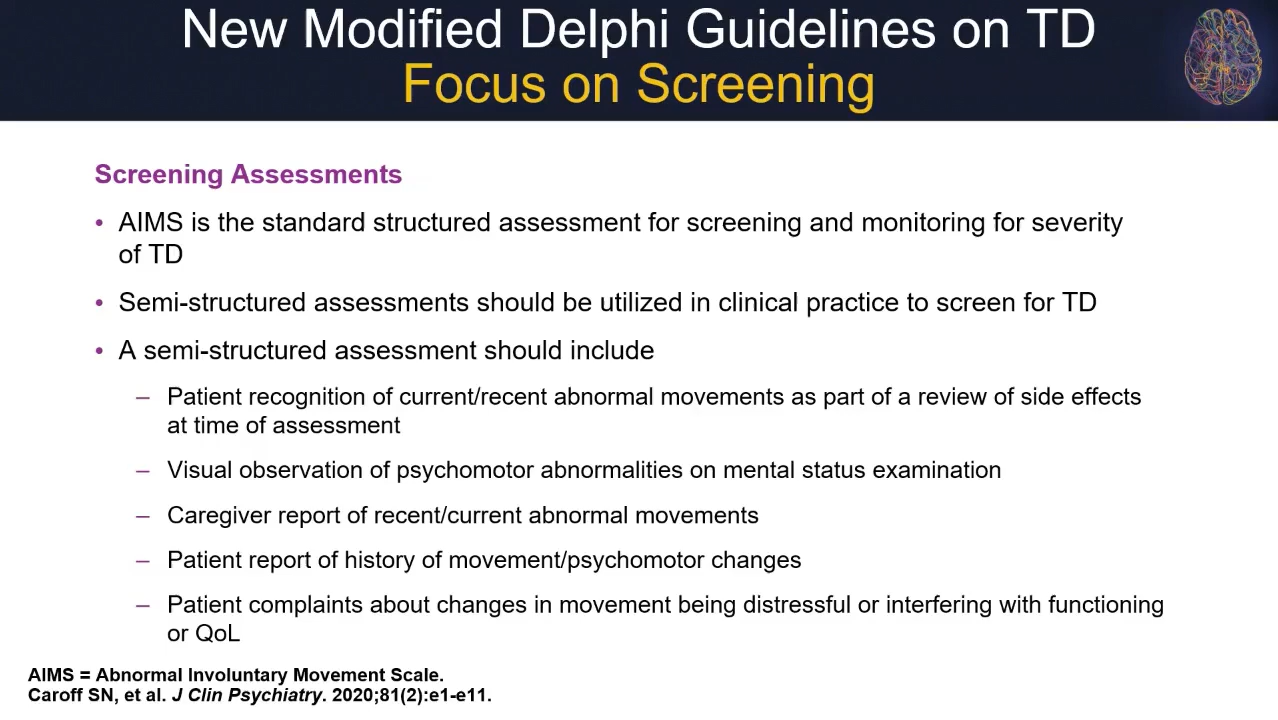 New Modified Delphi Guidelines on TD
Focus on Screening
Screening Assessments
• AIMS is the standard structured assessment for screening and monitoring for severity
of TD
• Semi-structured assessments should be utilized in clinical practice to screen for TD
• A semi-structured assessment should include
– Patient recognition of current/recent abnormal movements as part of a review of side effects
at time of assessment
– Visual observation of psychomotor abnormalities on mental status examination
– Caregiver report of recent/current abnormal movements
– Patient report of history of movement/psychomotor changes
– Patient complaints about changes in movement being distressful or interfering with functioning
or QoL
AIMS = Abnormal Involuntary Movement Scale.
Caroff SN, et al. J Clin Psychiatry. 2020;81(2):e1-e11.